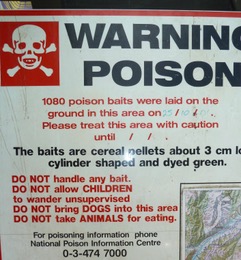 WARNING
POISON
1080 poison baits were laid on the
ground in this area on
Please treat this area with caution
until / / .
The baits are cereal pellets about 3 cm lo
cylinder shaped and dyed green.
DO NOT handle any bait.
DO NOT allow CHILDREN
to wander unsupervised
DO NOT bring DOGS into this area
DO NOT take ANIMALS for eating.
For poisoning information phone
National Poison Information Centre
0-3-474 7000